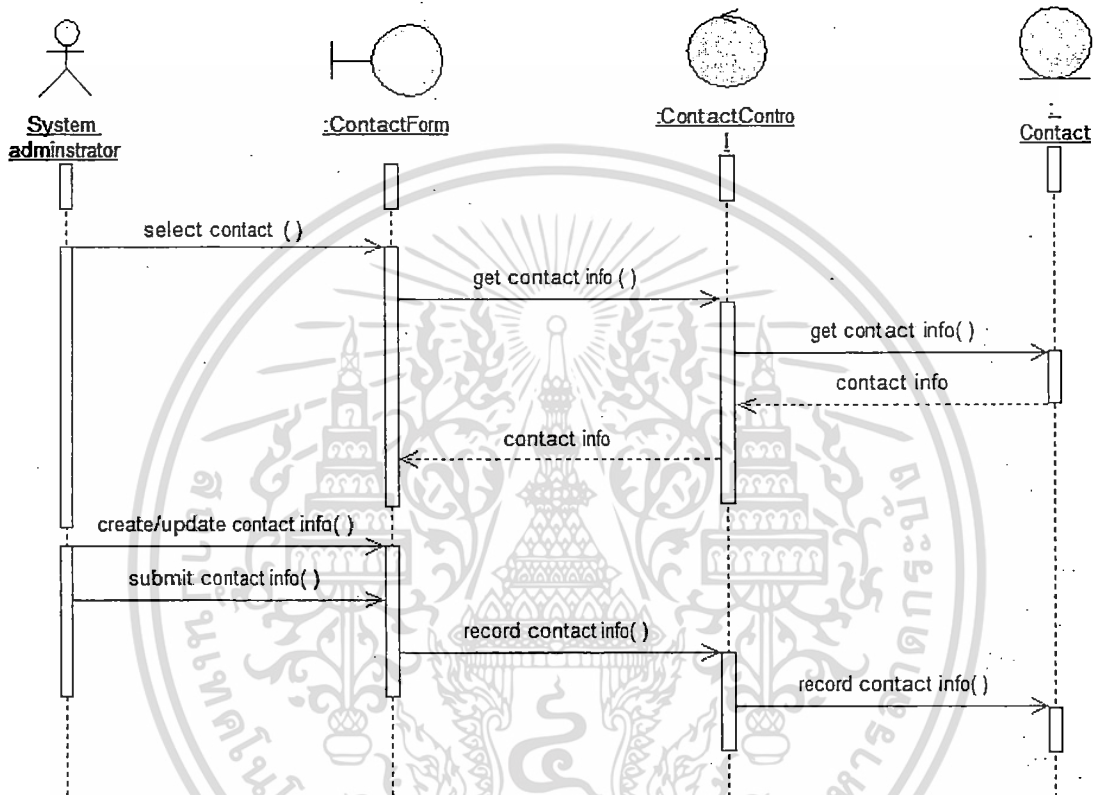 System
adminstrator
:ContactForm
:ContactContro
l
:
Contact
select contact ()
get contact info ( )
get contact info( )
contact info
contact info
create/update contact info( )
submit contact info( )
record contact info( )
record contact info( )